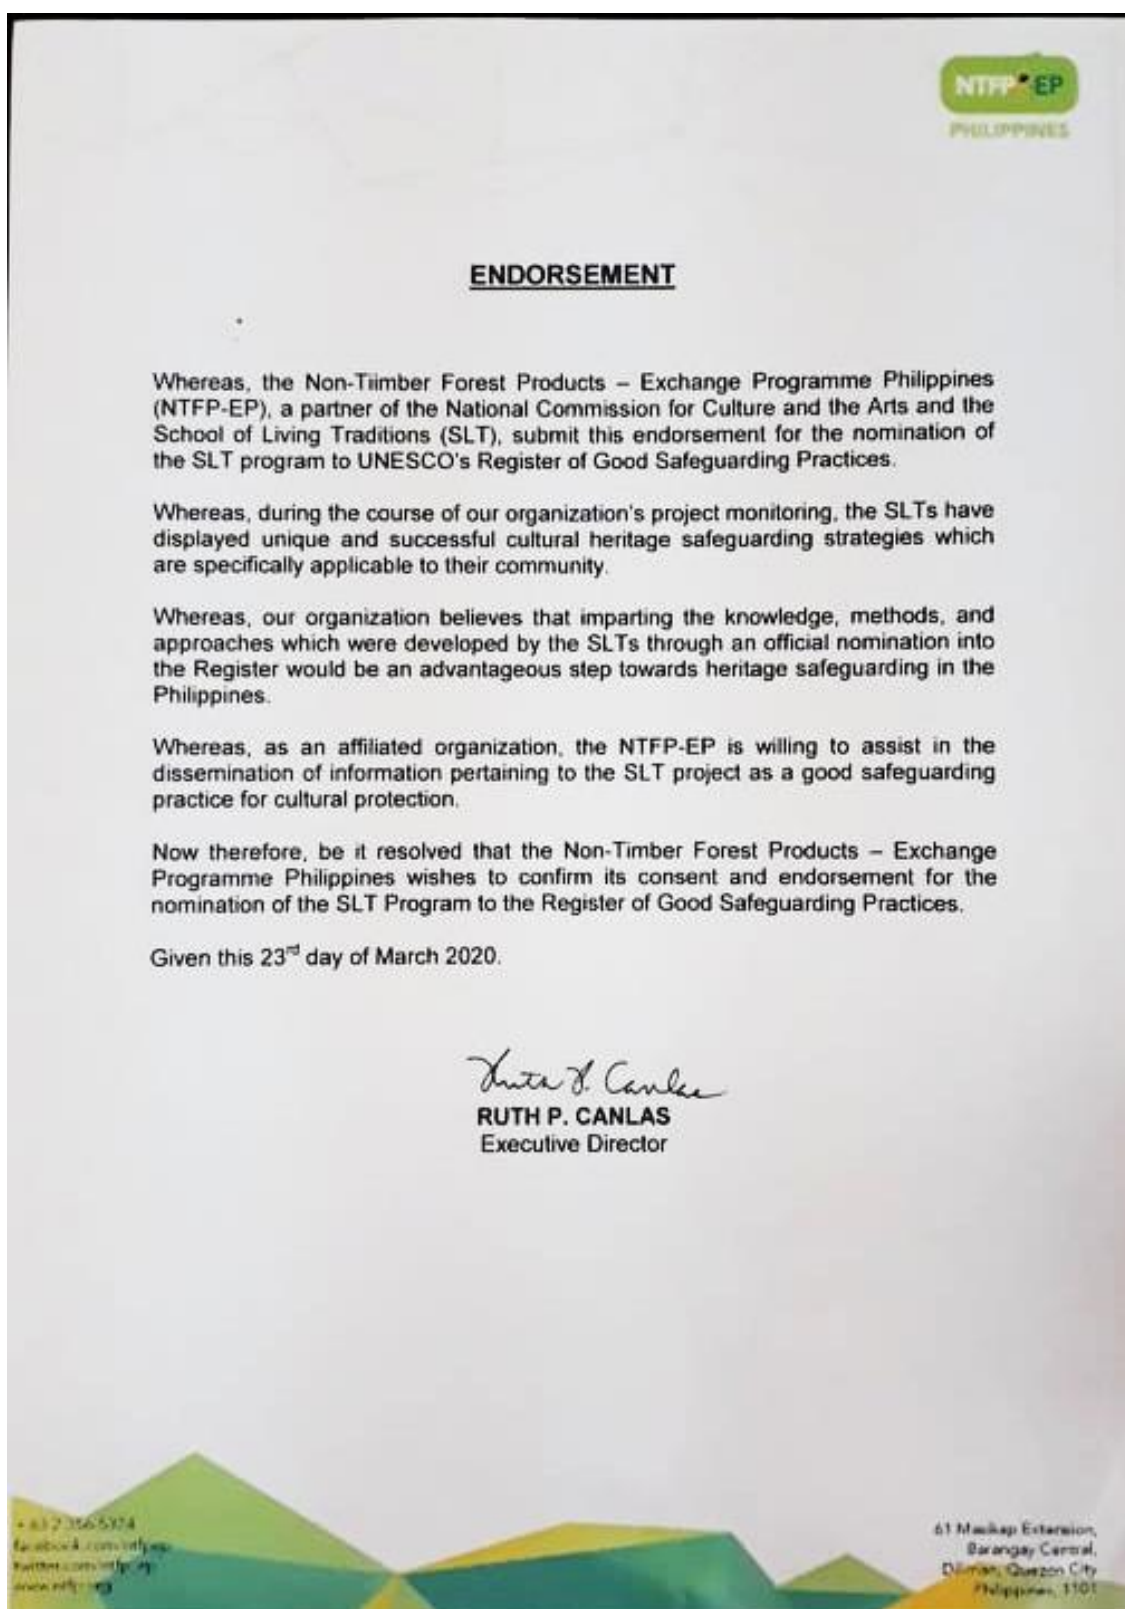 NTFP EP
PHILIPPINES
ENDORSEMENT
Whereas, the Non-Tiimber Forest Products – Exchange Programme Philippines
(NTFP-EP), a partner of the National Commission for Culture and the Arts and the
School of Living Traditions (SLT), submit this endorsement for the nomination of
the SLT program to UNESCO's Register of Good Safeguarding Practices.
Whereas, during the course of our organization's project monitoring, the SLTs have
displayed unique and successful cultural heritage safeguarding strategies which
are specifically applicable to their community.
Whereas, our organization believes that imparting the knowledge, methods, and
approaches which were developed by the SLTs through an official nomination into
the Register would be an advantageous step towards heritage safeguarding in the
Philippines.
Whereas, as an affiliated organization, the NTFP-EP is willing to assist in the
dissemination of information pertaining to the SLT project as a good safeguarding
practice for cultural protection.
Now therefore, be it resolved that the Non-Timber Forest Products – Exchange
Programme Philippines wishes to confirm its consent and endorsement for the
nomination of the SLT Program to the Register of Good Safeguarding Practices.
Given this 23rd day of March 2020.
Ruth P. Canlas
RUTH P. CANLAS
Executive Director
61 Masikap Extension,
Barangay Central,
Diliman, Quezon City
Philippines, 1101